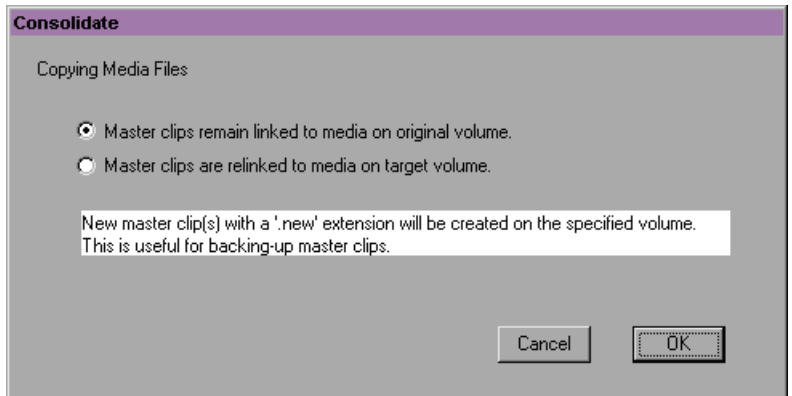 Consolidate
Copying Media Files
Master clips remain linked to media on original volume.
Master clips are relinked to media on target volume.
New master clip(s) with a '.new' extension will be created on the specified volume.
This is useful for backing-up master clips.
Cancel
OK